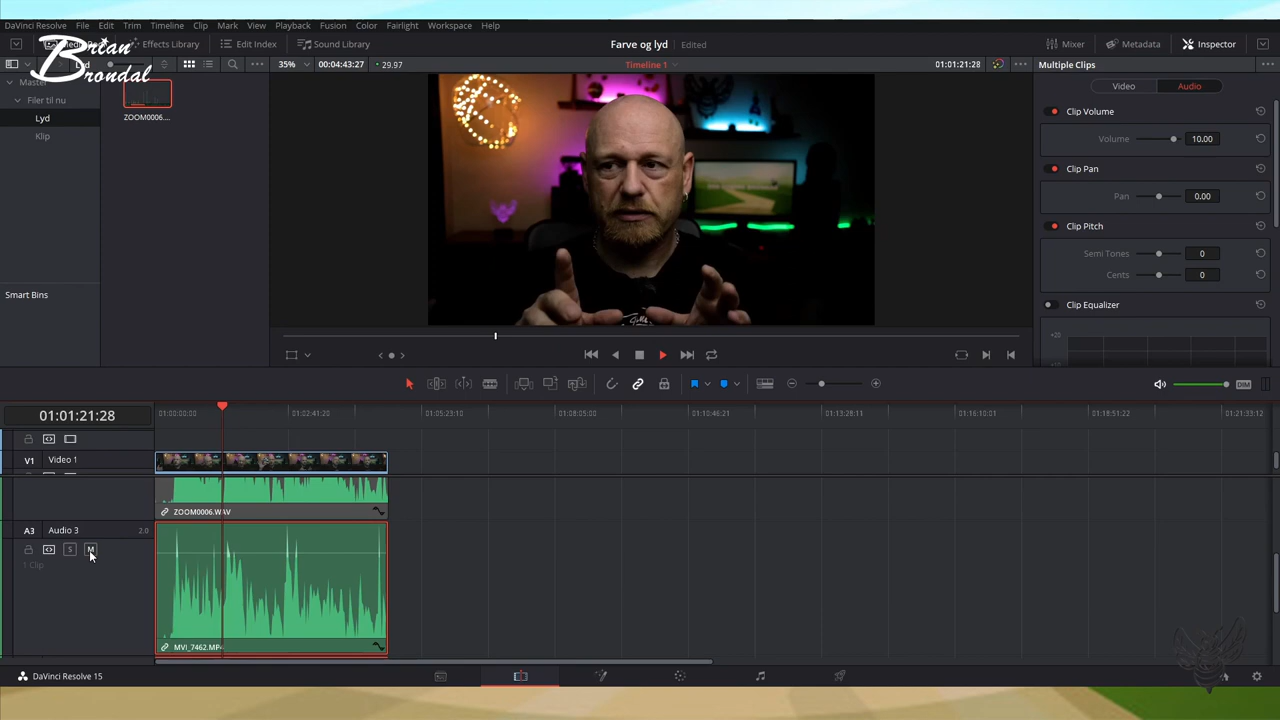 DaVinci Resolve File Edit Trim Timeline Clip Mark View Playback Fusion Color Fairlight Workspace Help
Brian Brondal
Effects Library Edit Index Sound Library Farve og lyd Edited Mixer Metadata Inspector
Lyd 35% 00:04:43:27 29.97 Timeline 1 01:01:21:28 Multiple Clips
Master
Filer til nu
Lyd
Klip
ZOOM0006....
Smart Bins
Video Audio
Clip Volume
Volume 10.00
Clip Pan
Pan 0.00
Clip Pitch
Semi Tones 0
Cents 0
Clip Equalizer
+20
DIM
01:01:21:28 01:00:00:00 01:02:41:20 01:05:23:10 01:08:05:00 01:10:46:21 01:13:28:11 01:16:10:01 01:18:51:22 01:21:33:12
V1 Video 1
ZOOM0006.WAV
A3 Audio 3 2.0
S M
1 Clip
MVI_7462.MP4
DaVinci Resolve 15